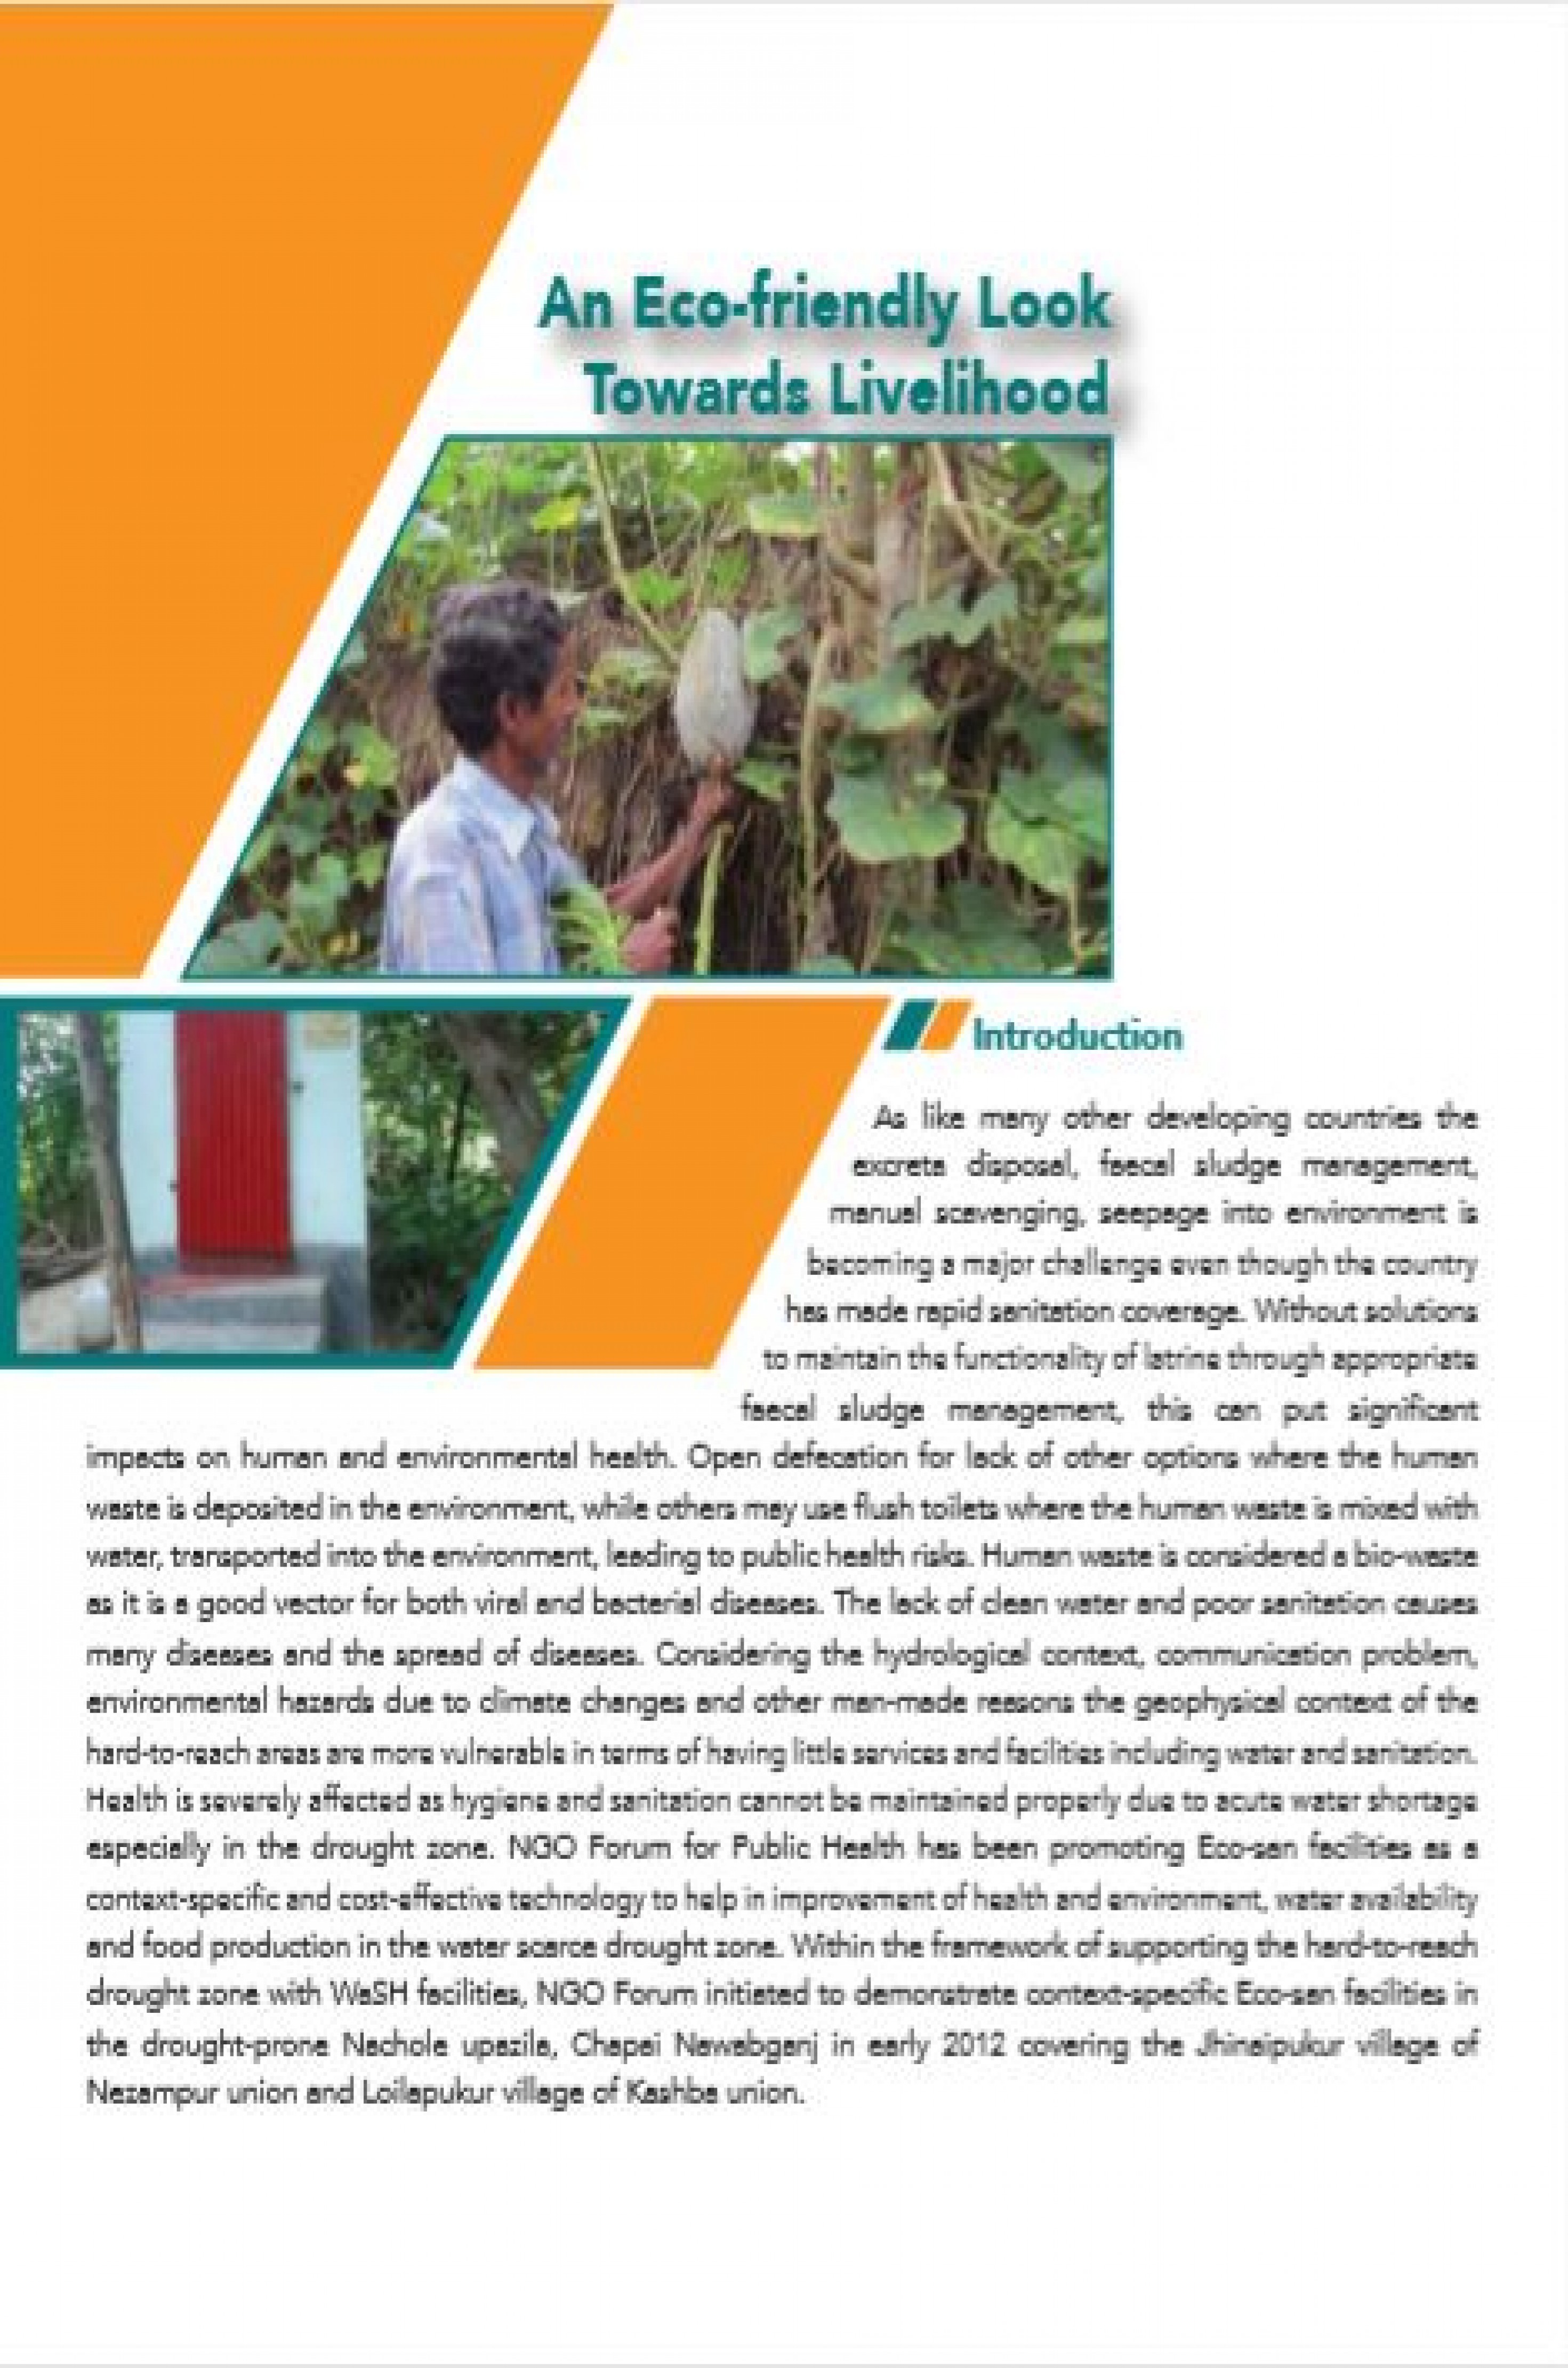 An Eco-friendly Look
Towards Livelihood
Introduction
As like many other developing countries the
excreta disposal, faecal sludge management,
manual scavenging, seepage into environment is
becoming a major challenge even though the country
has made rapid sanitation coverage. Without solutions
to maintain the functionality of latrine through appropriate
faecal sludge management, this can put significant
impacts on human and environmental health. Open defecation for lack of other options where the human
waste is deposited in the environment, while others may use flush toilets where the human waste is mixed with
water, transported into the environment, leading to public health risks. Human waste is considered a bio-waste
as it is a good vector for both viral and bacterial diseases. The lack of clean water and poor sanitation causes
many diseases and the spread of diseases. Considering the hydrological context, communication problem,
environmental hazards due to climate changes and other man-made reasons the geophysical context of the
hard-to-reach areas are more vulnerable in terms of having little services and facilities including water and sanitation.
Health is severely affected as hygiene and sanitation cannot be maintained properly due to acute water shortage
especially in the drought zone. NGO Forum for Public Health has been promoting Eco-san facilities as a
context-specific and cost-effective technology to help in improvement of health and environment, water availability
and food production in the water scarce drought zone. Within the framework of supporting the hard-to-reach
drought zone with WaSH facilities, NGO Forum initiated to demonstrate context-specific Eco-san facilities in
the drought-prone Nachole upazila, Chapai Nawabganj in early 2012 covering the Jhinaipukur village of
Nezampur union and Loilapukur village of Kashba union.